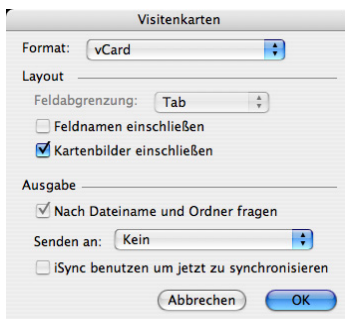 Visitenkarten
Format: vCard
Layout
Feldabgrenzung: Tab
Feldnamen einschließen
Kartenbilder einschließen
Ausgabe
Nach Dateiname und Ordner fragen
Senden an: Kein
iSync benutzen um jetzt zu synchronisieren
Abbrechen OK